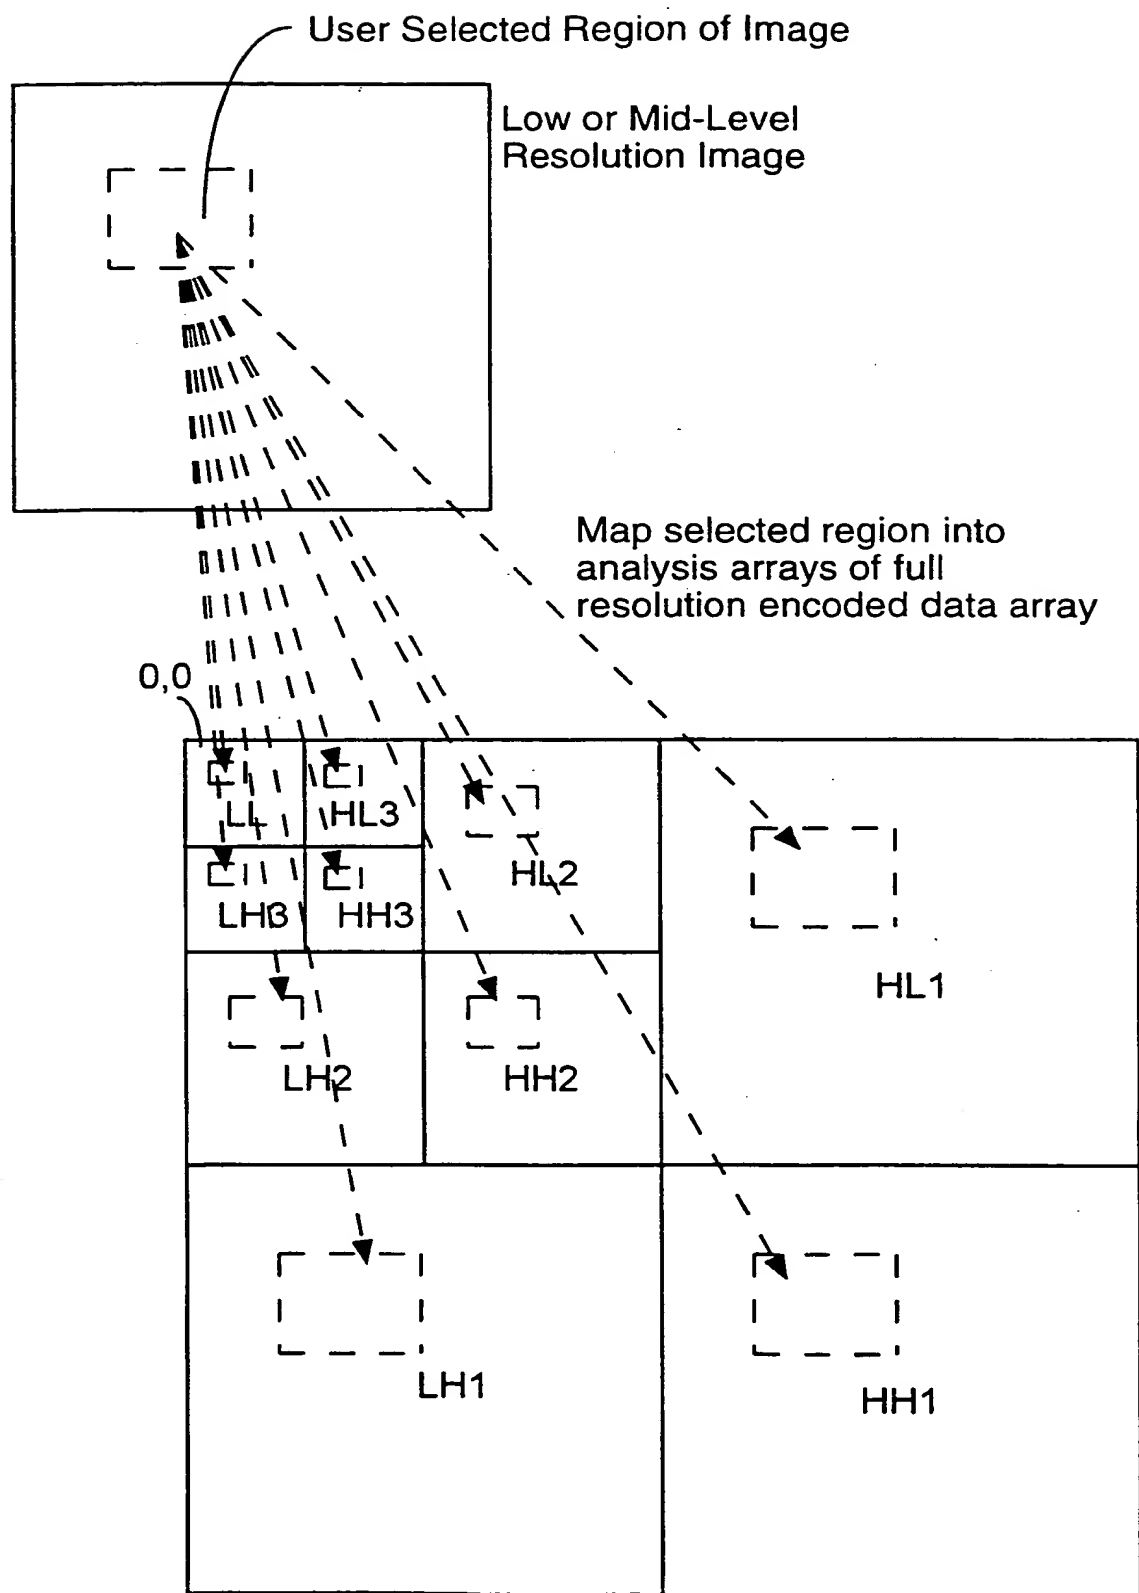 User Selected Region of Image
Low or Mid-Level
Resolution Image
Map selected region into
analysis arrays of full
resolution encoded data array
0,0
LL
HL3
HL2
LH3
HH3
HL1
LH2
HH2
LH1
HH1